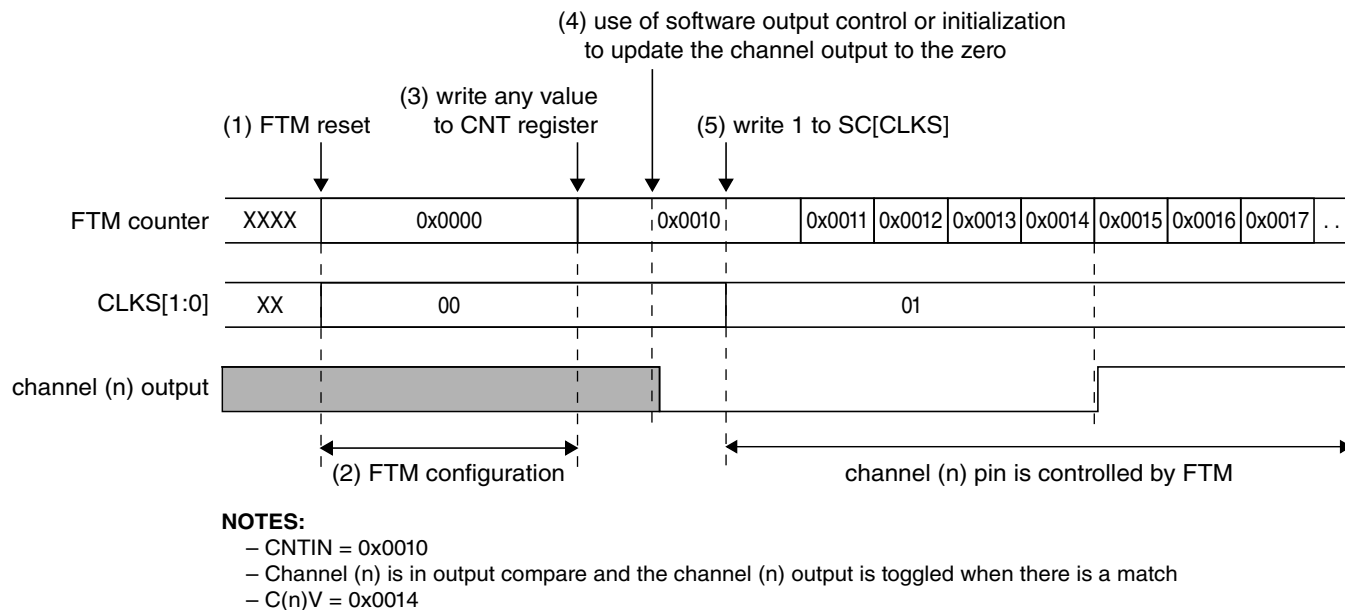 (4) use of software output control or initialization
to update the channel output to the zero
(3) write any value
to CNT register
(1) FTM reset
(5) write 1 to SC[CLKS]
FTM counter XXXX 0x0000 0x0010 0x0011 0x0012 0x0013 0x0014 0x0015 0x0016 0x0017 . .
CLKS[1:0] XX 00 01
channel (n) output
(2) FTM configuration
channel (n) pin is controlled by FTM
NOTES:
– CNTIN = 0x0010
– Channel (n) is in output compare and the channel (n) output is toggled when there is a match
– C(n)V = 0x0014